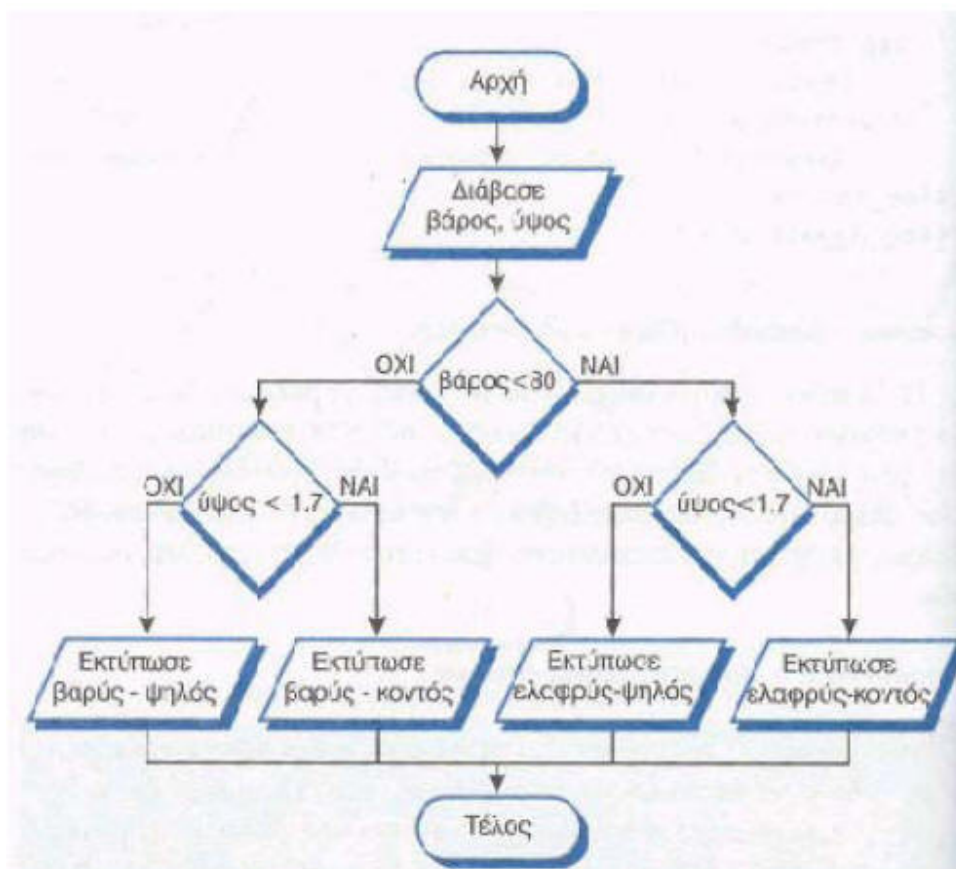 Αρχή
Διάβασε
βάρος, ύψος
ΟΧΙ
βάρος<80
ΝΑΙ
ΟΧΙ
ύψος < 1.7
ΝΑΙ
ΟΧΙ
ύψος<1.7
ΝΑΙ
Εκτύπωσε
βαρύς - ψηλός
Εκτύπωσε
βαρύς - κοντός
Εκτύπωσε
ελαφρύς-ψηλός
Εκτύπωσε
ελαφρύς-κοντός
Τέλος